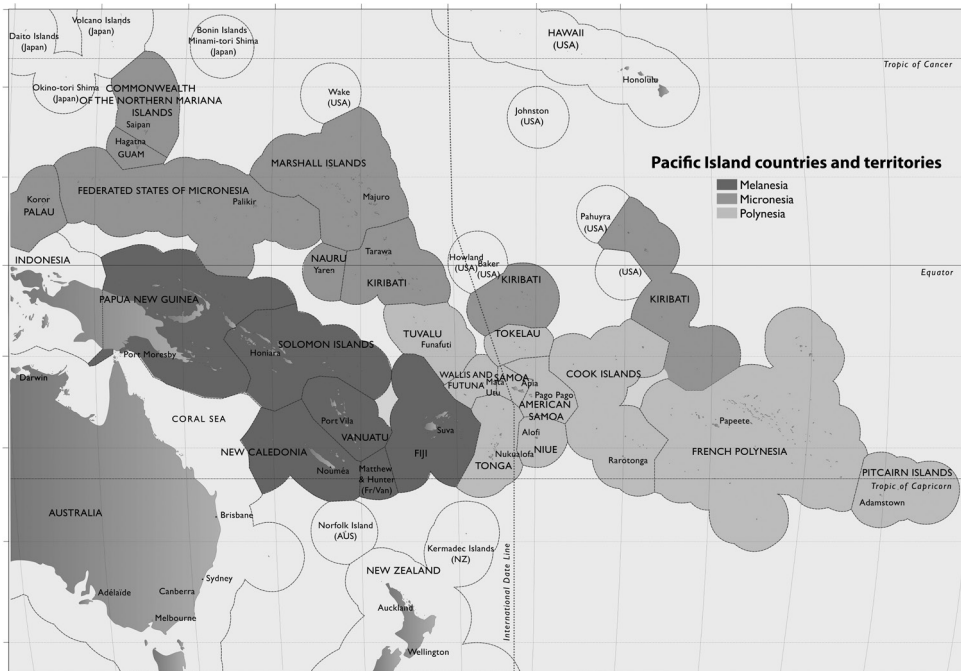 Volcano Islands
(Japan)
Daito Islands
(Japan)
Bonin Islands
Minami-tori Shima
(Japan)
HAWAII
(USA)
Honolulu
Tropic of Cancer
Okino-tori Shima
(Japan)
COMMONWEALTH
OF THE NORTHERN MARIANA
ISLANDS
Saipan
Hagatna
GUAM
Wake
(USA)
Johnston
(USA)
Pacific Island countries and territories
Melanesia
Micronesia
Polynesia
MARSHALL ISLANDS
Majuro
FEDERATED STATES OF MICRONESIA
Palikir
Koror
PALAU
Pahuyra
(USA)
INDONESIA
NAURU
Yaren
Tarawa
KIRIBATI
Howland
(USA)
Baker
(USA)
KIRIBATI
(USA)
KIRIBATI
Equator
PAPUA NEW GUINEA
Port Moresby
SOLOMON ISLANDS
Honiara
TUVALU
Funafuti
TOKELAU
WALLIS AND
FUTUNA
Mata
Utu
SAMOA
Apia
Pago Pago
AMERICAN
SAMOA
COOK ISLANDS
Rarotonga
Darwin
CORAL SEA
Port Vila
VANUATU
NEW CALEDONIA
Nouméa
Matthew
& Hunter
(Fr/Van)
Suva
FIJI
TONGA
Nukualofa
Alofi
NIUE
Papeete
FRENCH POLYNESIA
PITCAIRN ISLANDS
Tropic of Capricorn
Adamstown
AUSTRALIA
Brisbane
Norfolk Island
(AUS)
Kermadec Islands
(NZ)
International Date Line
NEW ZEALAND
Sydney
Adélaïde
Canberra
Auckland
Melbourne
Wellington